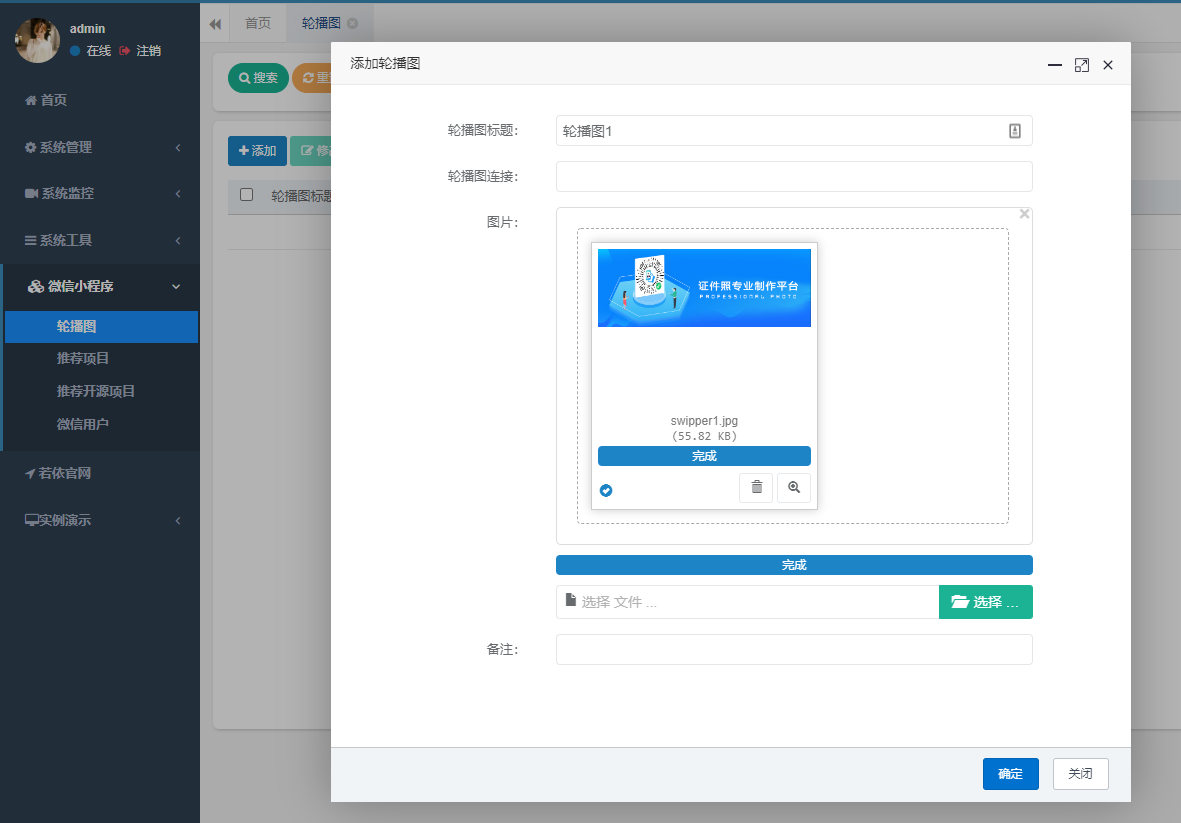 admin
在线 注销
首页
系统管理
系统监控
系统工具
微信小程序
轮播图
推荐项目
推荐开源项目
微信用户
若依官网
实例演示
首页 轮播图
搜索 重
添加 修
轮播图标题
添加轮播图
轮播图标题： 轮播图1
轮播图连接：
图片：
证件照专业制作平台
PROFESSIONAL PHOTO
swipper1.jpg
(55.82 KB)
完成
完成
选择 文件 ...
选择 ...
备注：
确定 关闭